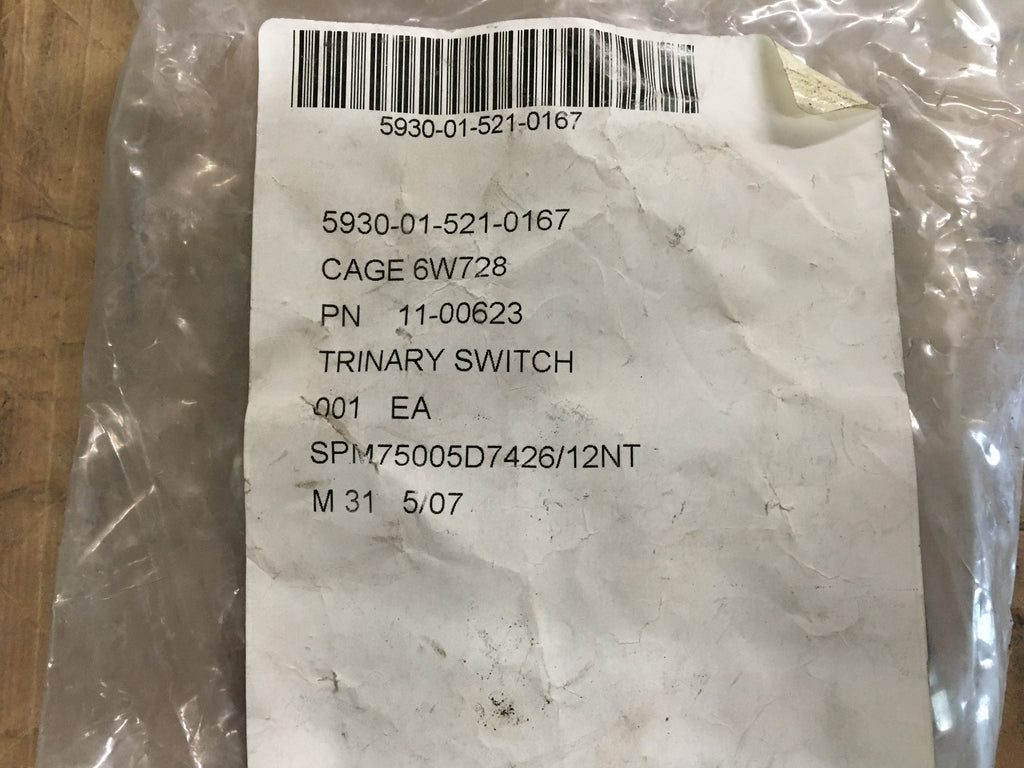 5930-01-521-0167
5930-01-521-0167
CAGE 6W728
PN 11-00623
TRINARY SWITCH
001 EA
SPM75005D7426/12NT
M 31 5/07